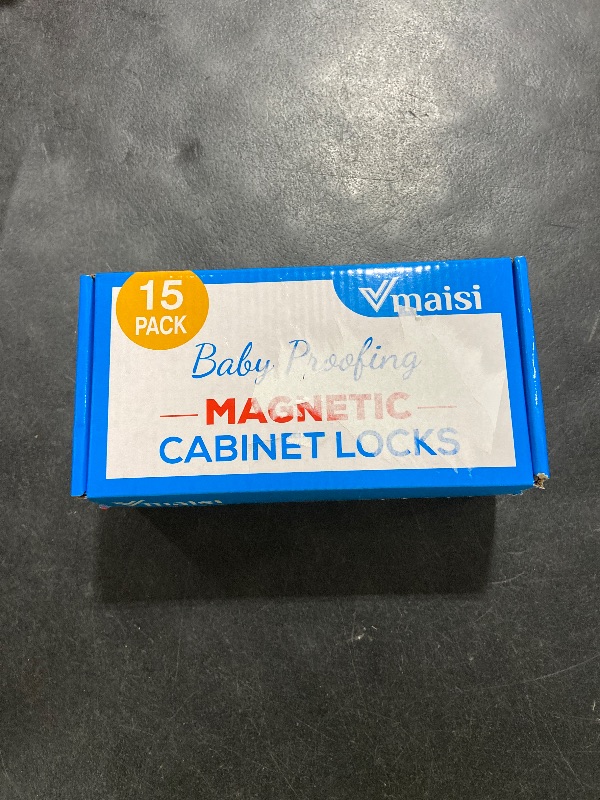 15
PACK
Vmaisi
Baby Proofing
MAGNETIC
CABINET LOCKS
Vmaisi